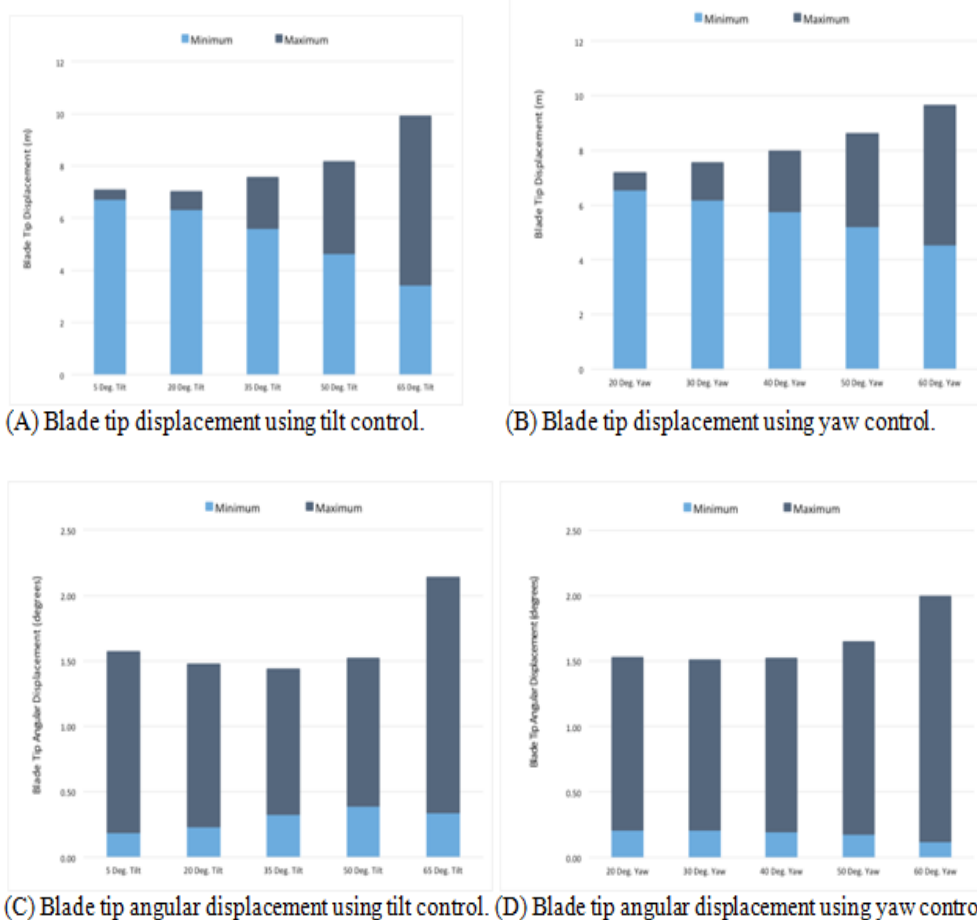 Minimum Maximum
Blade Tip Displacement (m)
12
10
8
6
4
2
0
5 Deg. Tilt 20 Deg. Tilt 35 Deg. Tilt 50 Deg. Tilt 65 Deg. Tilt
(A) Blade tip displacement using tilt control.
Minimum Maximum
Blade Tip Displacement (m)
12
10
8
6
4
2
0
20 Deg. Yaw 30 Deg. Yaw 40 Deg. Yaw 50 Deg. Yaw 60 Deg. Yaw
(B) Blade tip displacement using yaw control.
Minimum Maximum
Blade Tip Angular Displacement (degrees)
2.50
2.00
1.50
1.00
0.50
0.00
5 Deg. Tilt 20 Deg. Tilt 35 Deg. Tilt 50 Deg. Tilt 65 Deg. Tilt
(C) Blade tip angular displacement using tilt control.
Minimum Maximum
Blade Tip Angular Displacement (degrees)
2.50
2.00
1.50
1.00
0.50
0.00
20 Deg. Yaw 30 Deg. Yaw 40 Deg. Yaw 50 Deg. Yaw 60 Deg. Yaw
(D) Blade tip angular displacement using yaw contro